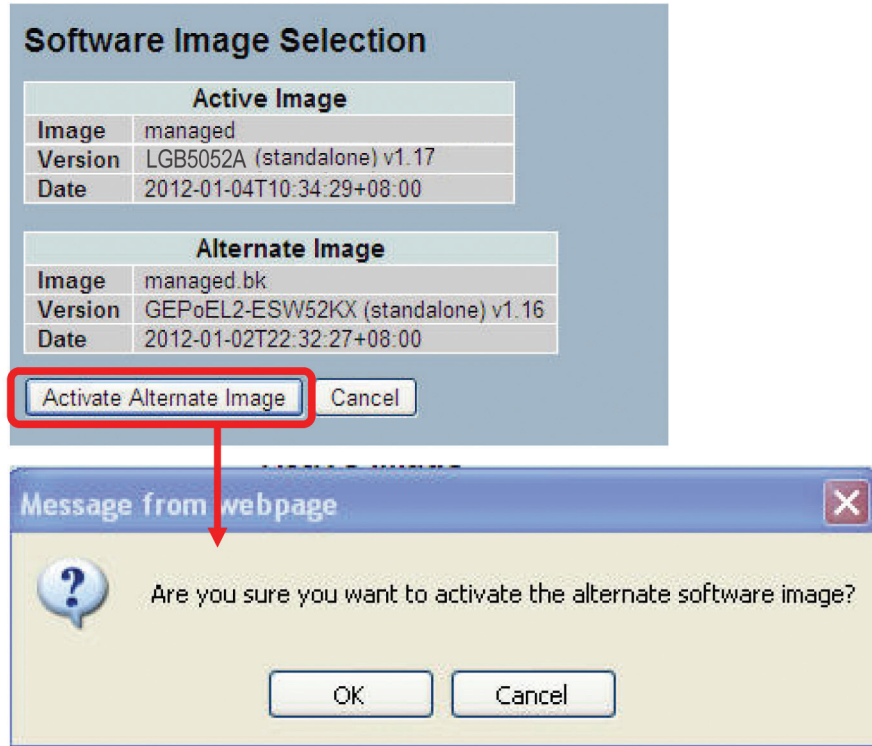 Software Image Selection
Active Image
Image managed
Version LGB5052A (standalone) v1.17
Date 2012-01-04T10:34:29+08:00
Alternate Image
Image managed.bk
Version GEPoEL2-ESW52KX (standalone) v1.16
Date 2012-01-02T22:32:27+08:00
Activate Alternate Image Cancel
Message from webpage
Are you sure you want to activate the alternate software image?
OK Cancel